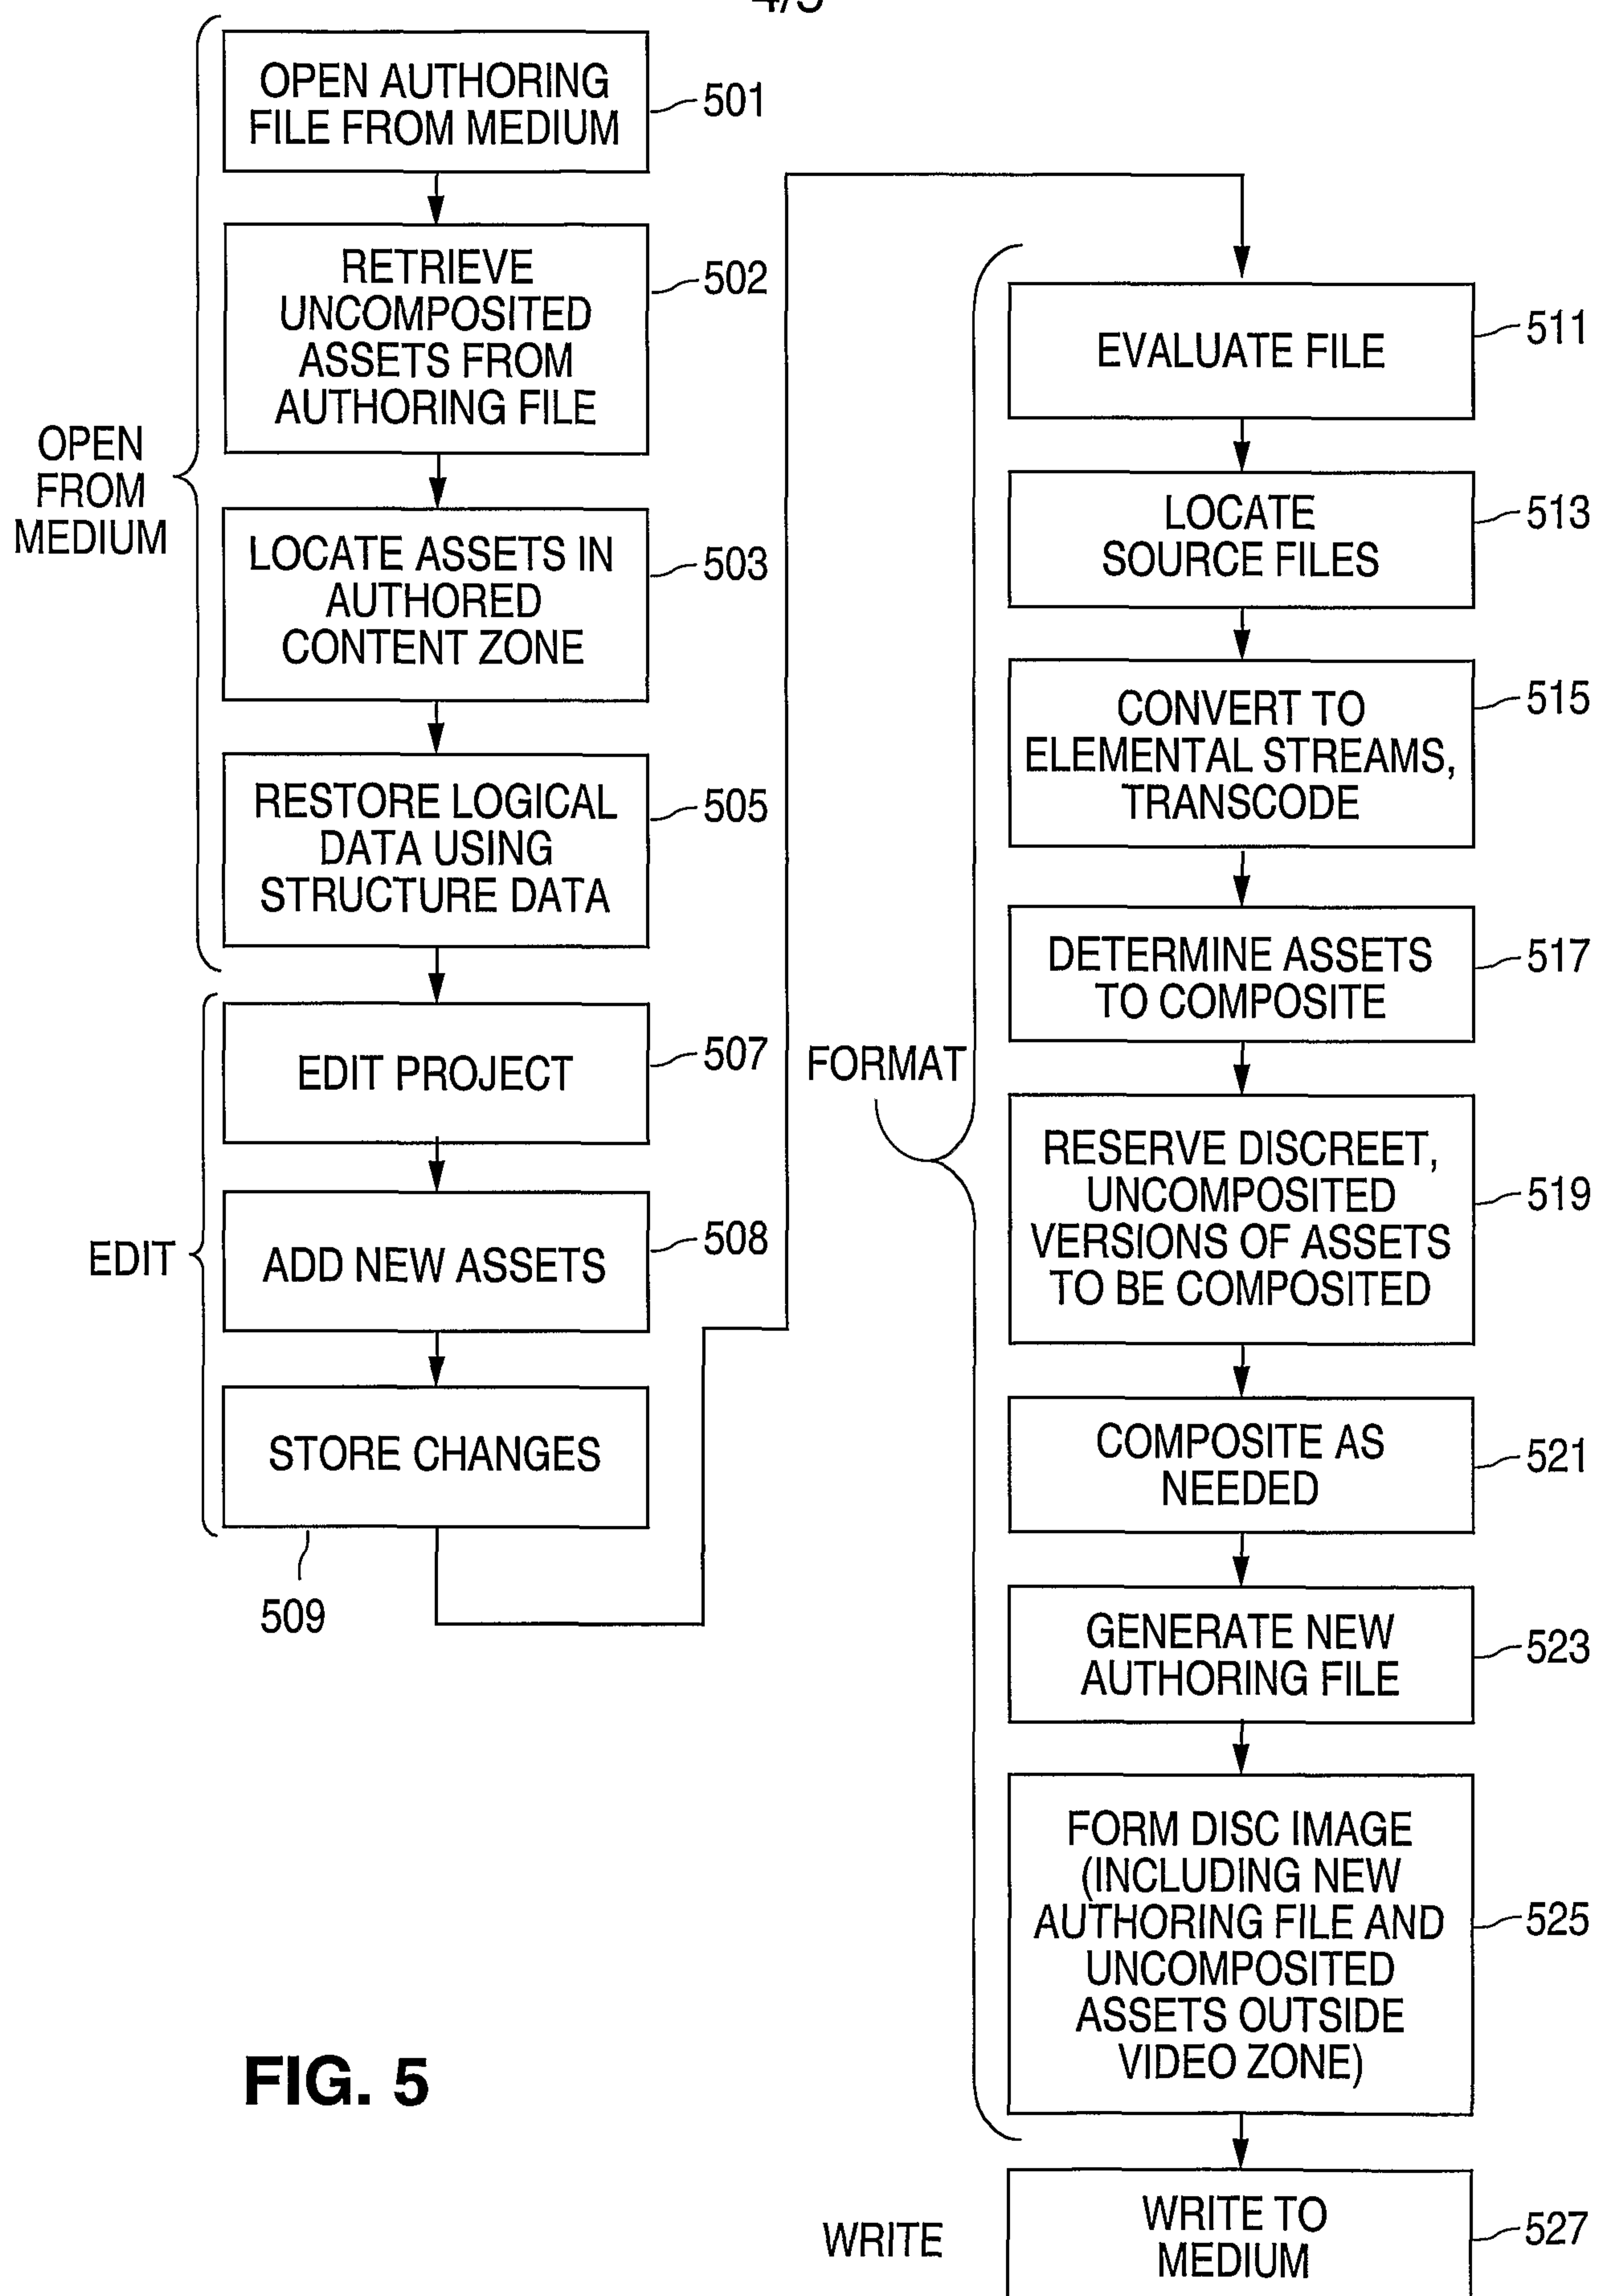 OPEN AUTHORING
FILE FROM MEDIUM
501
RETRIEVE
UNCOMPOSITED
ASSETS FROM
AUTHORING FILE
502
LOCATE ASSETS IN
AUTHORED
CONTENT ZONE
503
RESTORE LOGICAL
DATA USING
STRUCTURE DATA
505
OPEN
FROM
MEDIUM
EDIT PROJECT
507
ADD NEW ASSETS
508
STORE CHANGES
509
EDIT
EVALUATE FILE
511
LOCATE
SOURCE FILES
513
CONVERT TO
ELEMENTAL STREAMS,
TRANSCODE
515
DETERMINE ASSETS
TO COMPOSITE
517
RESERVE DISCREET,
UNCOMPOSITED
VERSIONS OF ASSETS
TO BE COMPOSITED
519
COMPOSITE AS
NEEDED
521
GENERATE NEW
AUTHORING FILE
523
FORM DISC IMAGE
(INCLUDING NEW
AUTHORING FILE AND
UNCOMPOSITED
ASSETS OUTSIDE
VIDEO ZONE)
525
FORMAT
WRITE TO
MEDIUM
527
WRITE
FIG. 5